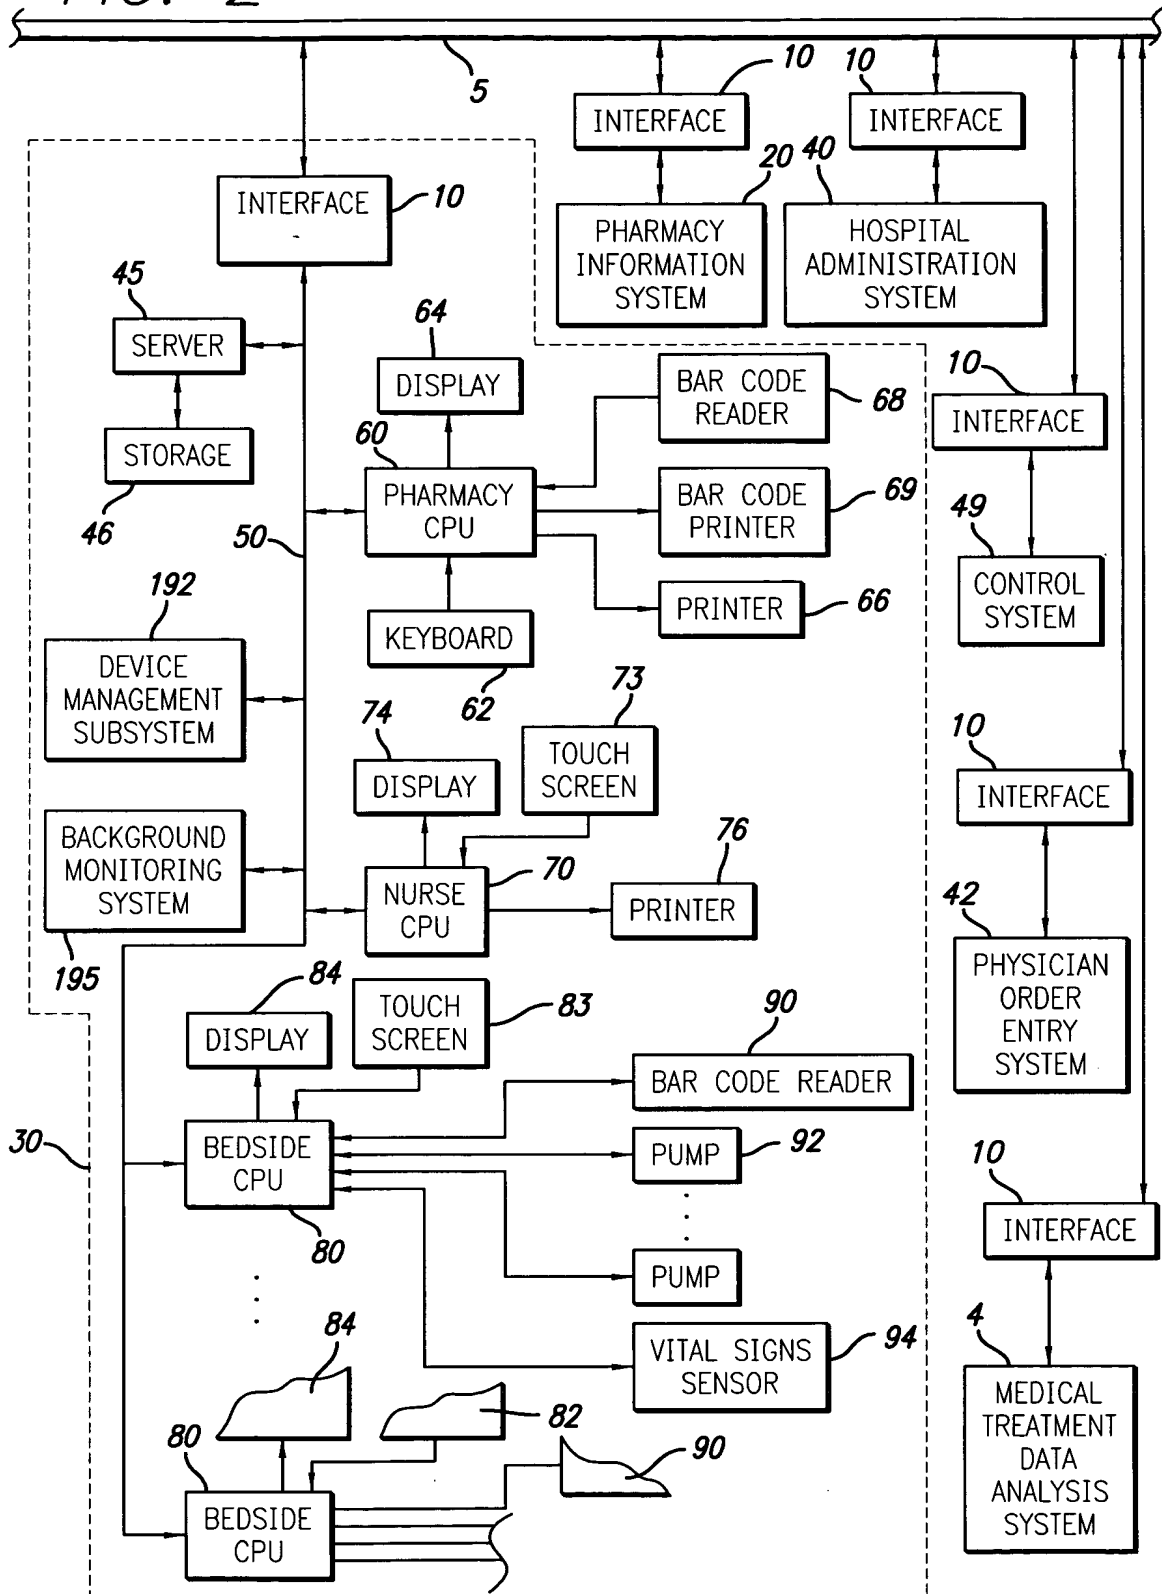 FIG. 2
5
10
10
INTERFACE
INTERFACE
20
40
INTERFACE
10
PHARMACY
INFORMATION
SYSTEM
HOSPITAL
ADMINISTRATION
SYSTEM
45
SERVER
64
DISPLAY
BAR CODE
READER
68
10
INTERFACE
STORAGE
46
60
PHARMACY
CPU
BAR CODE
PRINTER
69
50
49
CONTROL
SYSTEM
192
KEYBOARD
62
PRINTER
66
DEVICE
MANAGEMENT
SUBSYSTEM
74
DISPLAY
73
TOUCH
SCREEN
10
INTERFACE
BACKGROUND
MONITORING
SYSTEM
195
NURSE
CPU
70
76
PRINTER
42
PHYSICIAN
ORDER
ENTRY
SYSTEM
84
DISPLAY
TOUCH
SCREEN
83
90
BAR CODE READER
30
BEDSIDE
CPU
80
PUMP
92
10
INTERFACE
PUMP
84
VITAL SIGNS
SENSOR
94
4
MEDICAL
TREATMENT
DATA
ANALYSIS
SYSTEM
82
80
90
BEDSIDE
CPU